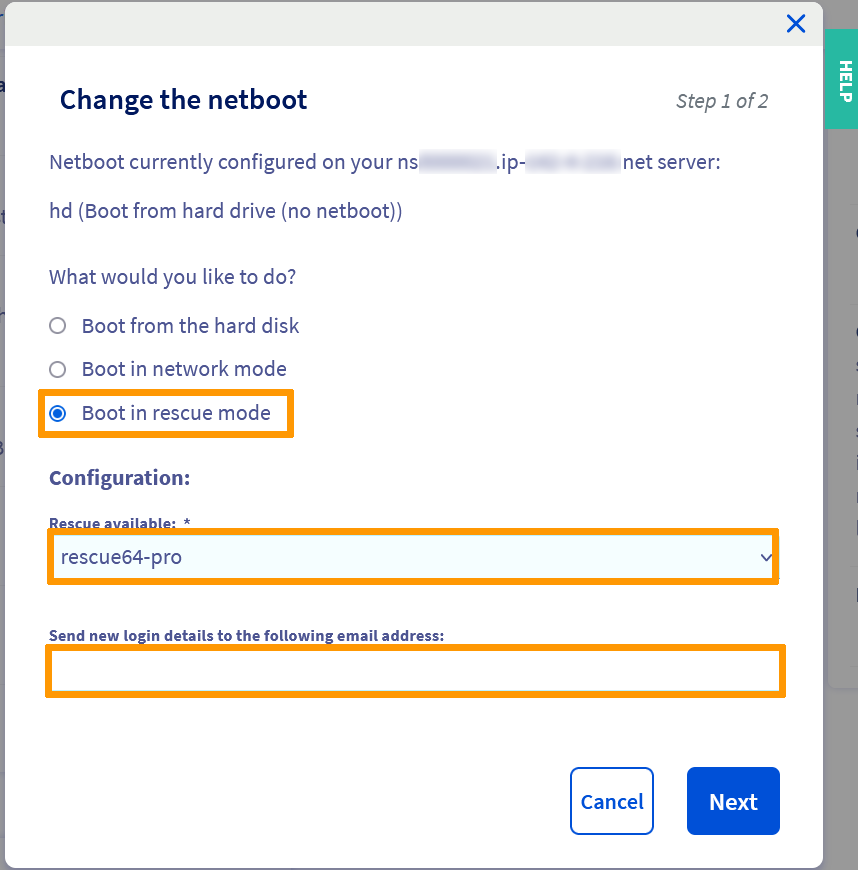 Change the netboot
Step 1 of 2
HELP
Netboot currently configured on your ns .ip- net server:
hd (Boot from hard drive (no netboot))
What would you like to do?
Boot from the hard disk
Boot in network mode
Boot in rescue mode
Configuration:
Rescue available: *
rescue64-pro
Send new login details to the following email address:
Cancel
Next